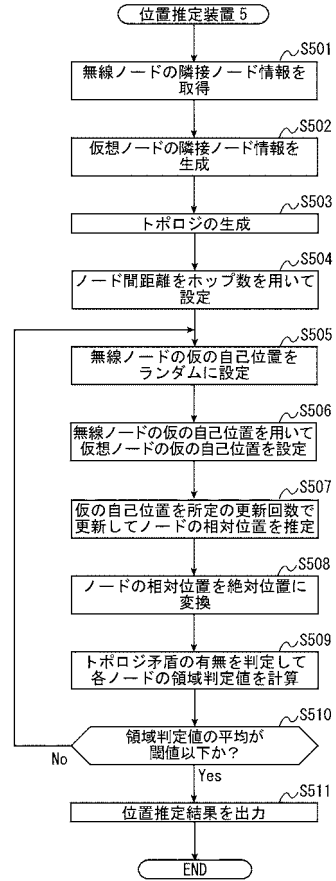 位置推定装置5
S501
無線ノードの隣接ノード情報を
取得
S502
仮想ノードの隣接ノード情報を
生成
S503
トポロジの生成
S504
ノード間距離をホップ数を用いて
設定
S505
無線ノードの仮の自己位置を
ランダムに設定
S506
無線ノードの仮の自己位置を用いて
仮想ノードの仮の自己位置を設定
S507
仮の自己位置を所定の更新回数で
更新してノードの相対位置を推定
S508
ノードの相対位置を絶対位置に
変換
S509
トポロジ矛盾の有無を判定して
各ノードの領域判定値を計算
S510
領域判定値の平均が
閾値以下か?
No
Yes
S511
位置推定結果を出力
END